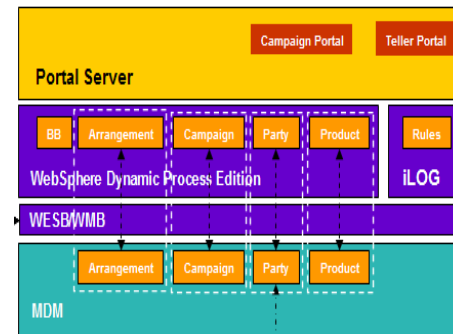 Campaign Portal Teller Portal
Portal Server
BB Arrangement Campaign Party Product Rules
WebSphere Dynamic Process Edition iLOG
WESB/WMB
Arrangement Campaign Party Product
MDM